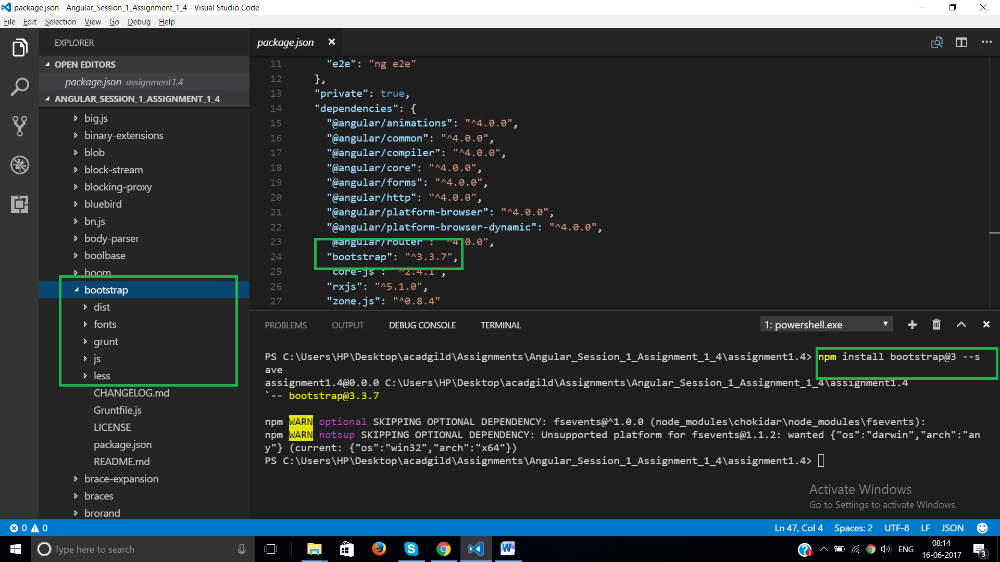 package.json - Angular_Session_1_Assignment_1_4 - Visual Studio Code
File Edit Selection View Go Debug Help
EXPLORER
OPEN EDITORS
package.json assignment1.4
ANGULAR_SESSION_1_ASSIGNMENT_1_4
big.js
binary-extensions
blob
block-stream
blocking-proxy
bluebird
bn.js
body-parser
boolbase
boom
bootstrap
dist
fonts
grunt
js
less
CHANGELOG.md
Gruntfile.js
LICENSE
package.json
README.md
brace-expansion
braces
brorand
package.json
11 "e2e": "ng e2e"
12 },
13 "private": true,
14 "dependencies": {
15 "@angular/animations": "^4.0.0",
16 "@angular/common": "^4.0.0",
17 "@angular/compiler": "^4.0.0",
18 "@angular/core": "^4.0.0",
19 "@angular/forms": "^4.0.0",
20 "@angular/http": "^4.0.0",
21 "@angular/platform-browser": "^4.0.0",
22 "@angular/platform-browser-dynamic": "^4.0.0",
23 "@angular/router": "^4.0.0",
24 "bootstrap": "^3.3.7",
25 "core-js": "^2.4.1",
26 "rxjs": "^5.1.0",
27 "zone.js": "^0.8.4"
PROBLEMS OUTPUT DEBUG CONSOLE TERMINAL
1: powershell.exe
PS C:\Users\HP\Desktop\acadgild\Assignments\Angular_Session_1_Assignment_1_4\assignment1.4> npm install bootstrap@3 --s
ave
assignment1.4@0.0.0 C:\Users\HP\Desktop\acadgild\Assignments\Angular_Session_1_Assignment_1_4\assignment1.4
`-- bootstrap@3.3.7
npm WARN optional SKIPPING OPTIONAL DEPENDENCY: fsevents@^1.0.0 (node_modules\chokidar\node_modules\fsevents):
npm WARN notsup SKIPPING OPTIONAL DEPENDENCY: Unsupported platform for fsevents@1.1.2: wanted {"os":"darwin","arch":"an
y"} (current: {"os":"win32","arch":"x64"})
PS C:\Users\HP\Desktop\acadgild\Assignments\Angular_Session_1_Assignment_1_4\assignment1.4>
Activate Windows
Go to Settings to activate Windows.
0 0
Ln 47, Col 4 Spaces: 2 UTF-8 LF JSON
Type here to search
ENG
08:14
16-06-2017
3